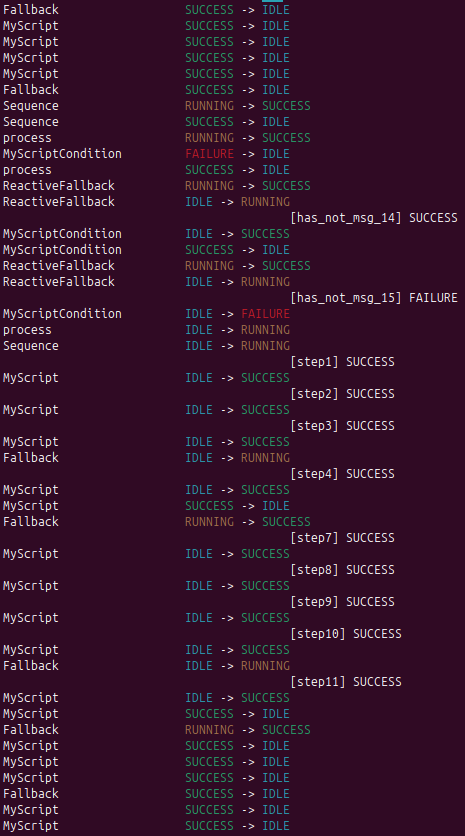 Fallback SUCCESS -> IDLE
MyScript SUCCESS -> IDLE
MyScript SUCCESS -> IDLE
MyScript SUCCESS -> IDLE
MyScript SUCCESS -> IDLE
Fallback SUCCESS -> IDLE
Sequence RUNNING -> SUCCESS
Sequence SUCCESS -> IDLE
process RUNNING -> SUCCESS
MyScriptCondition FAILURE -> IDLE
process SUCCESS -> IDLE
ReactiveFallback RUNNING -> SUCCESS
ReactiveFallback IDLE -> RUNNING
[has_not_msg_14] SUCCESS
MyScriptCondition IDLE -> SUCCESS
MyScriptCondition SUCCESS -> IDLE
ReactiveFallback RUNNING -> SUCCESS
ReactiveFallback IDLE -> RUNNING
[has_not_msg_15] FAILURE
MyScriptCondition IDLE -> FAILURE
process IDLE -> RUNNING
Sequence IDLE -> RUNNING
[step1] SUCCESS
MyScript IDLE -> SUCCESS
[step2] SUCCESS
MyScript IDLE -> SUCCESS
[step3] SUCCESS
MyScript IDLE -> SUCCESS
Fallback IDLE -> RUNNING
[step4] SUCCESS
MyScript IDLE -> SUCCESS
MyScript SUCCESS -> IDLE
Fallback RUNNING -> SUCCESS
[step7] SUCCESS
MyScript IDLE -> SUCCESS
[step8] SUCCESS
MyScript IDLE -> SUCCESS
[step9] SUCCESS
MyScript IDLE -> SUCCESS
[step10] SUCCESS
MyScript IDLE -> SUCCESS
Fallback IDLE -> RUNNING
[step11] SUCCESS
MyScript IDLE -> SUCCESS
MyScript SUCCESS -> IDLE
Fallback RUNNING -> SUCCESS
MyScript SUCCESS -> IDLE
MyScript SUCCESS -> IDLE
MyScript SUCCESS -> IDLE
Fallback SUCCESS -> IDLE
MyScript SUCCESS -> IDLE
MyScript SUCCESS -> IDLE